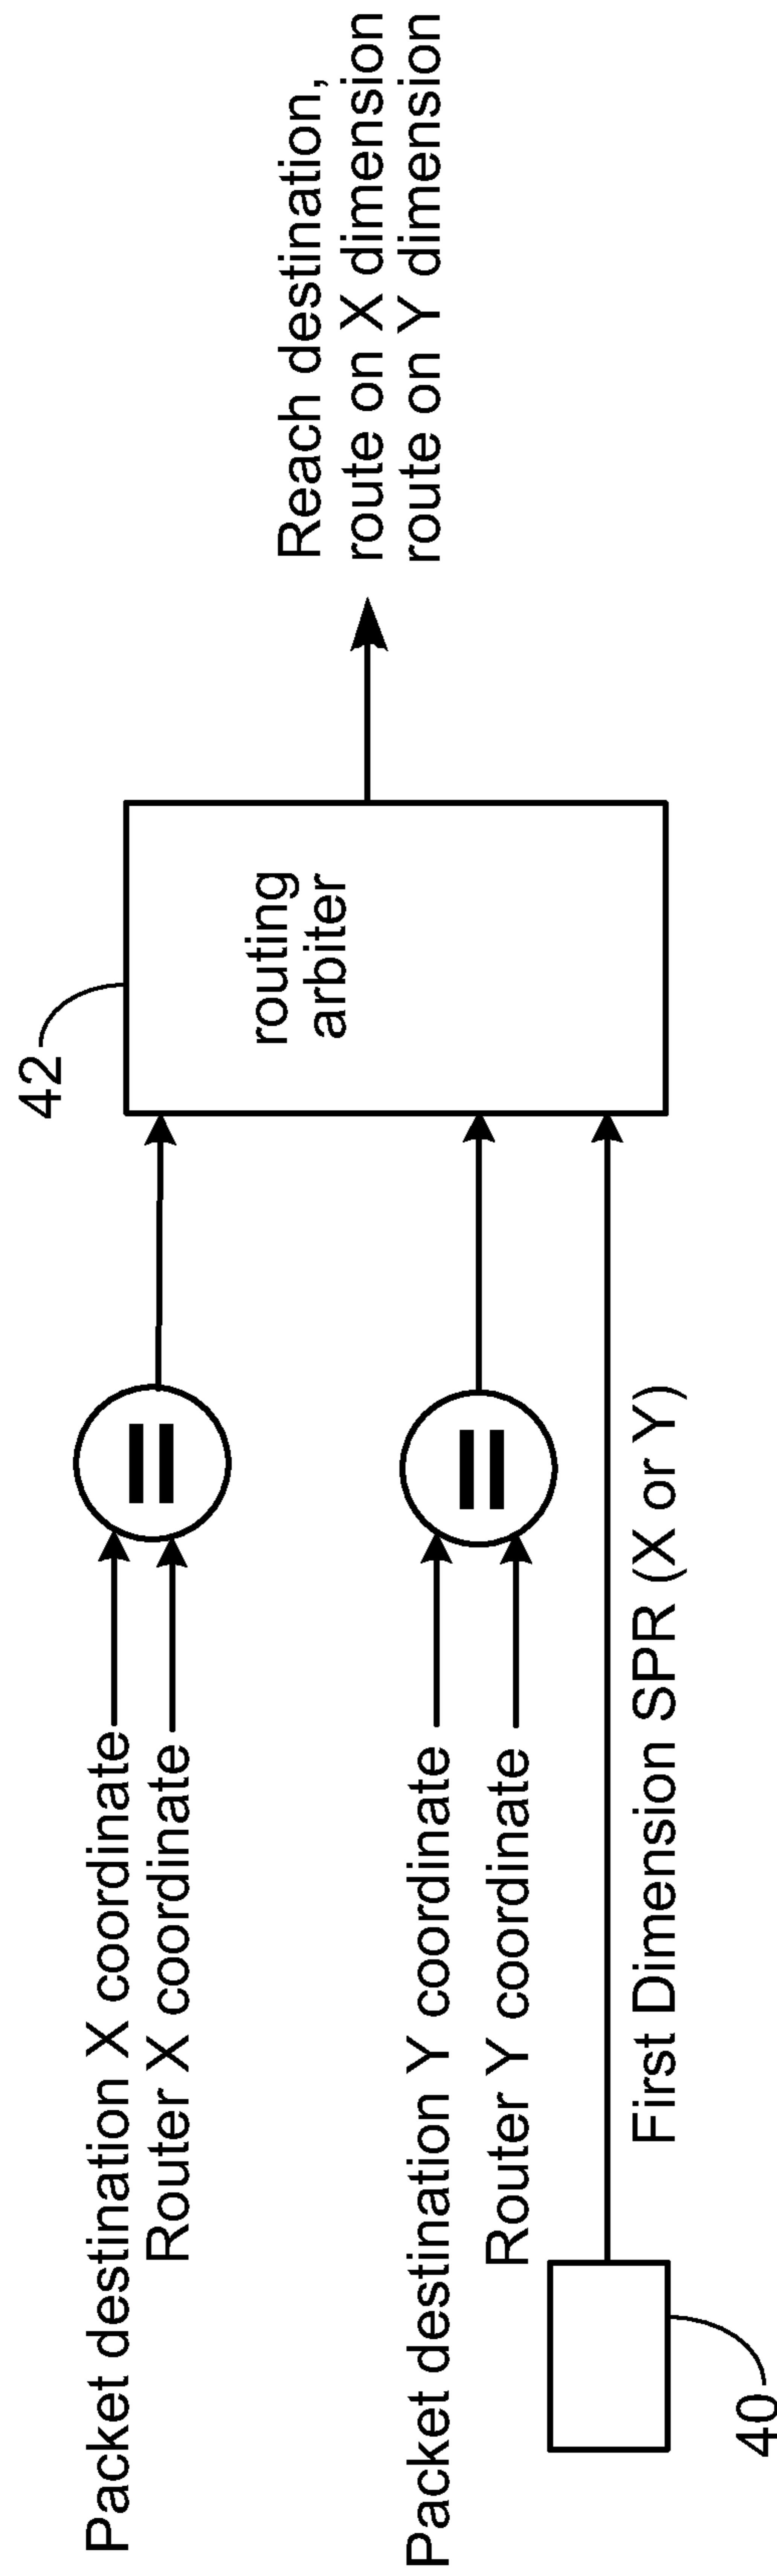 Packet destination X coordinate
Router X coordinate
Packet destination Y coordinate
Router Y coordinate
First Dimension SPR (X or Y)
40
42
routing
arbiter
Reach destination,
route on X dimension
route on Y dimension